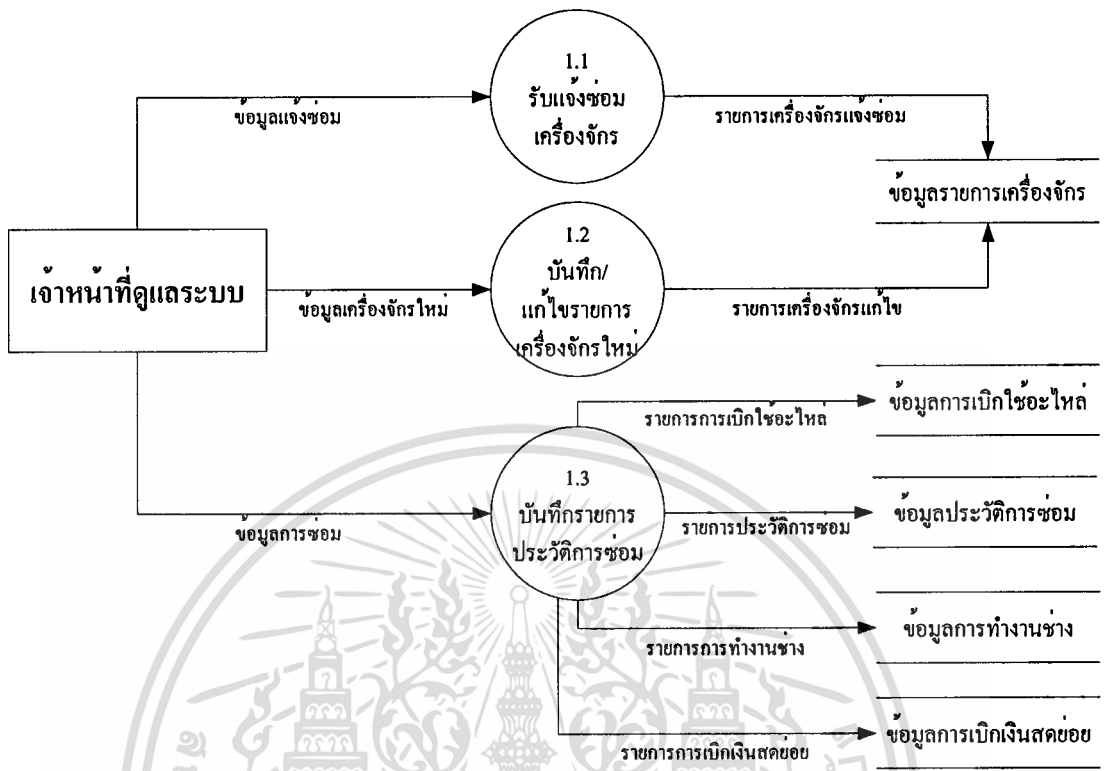 1.1
รับแจ้งซ่อม
เครื่องจักร
ข้อมูลแจ้งซ่อม
รายการเครื่องจักรแจ้งซ่อม
ข้อมูลรายการเครื่องจักร
เจ้าหน้าที่ดูแลระบบ
1.2
บันทึก/
แก้ไขรายการ
เครื่องจักรใหม่
ข้อมูลเครื่องจักรใหม่
รายการเครื่องจักรแก้ไข
รายการการเบิกใช้อะไหล่
ข้อมูลการเบิกใช้อะไหล่
1.3
บันทึกรายการ
ประวัติการซ่อม
ข้อมูลการซ่อม
รายการประวัติการซ่อม
ข้อมูลประวัติการซ่อม
รายการการทำงานช่าง
ข้อมูลการทำงานช่าง
รายการการเบิกเงินสดย่อย
ข้อมูลการเบิกเงินสดย่อย